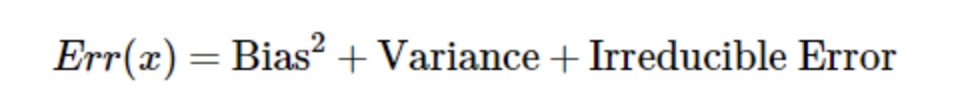 Err(x) = Bias² + Variance + Irreducible Error